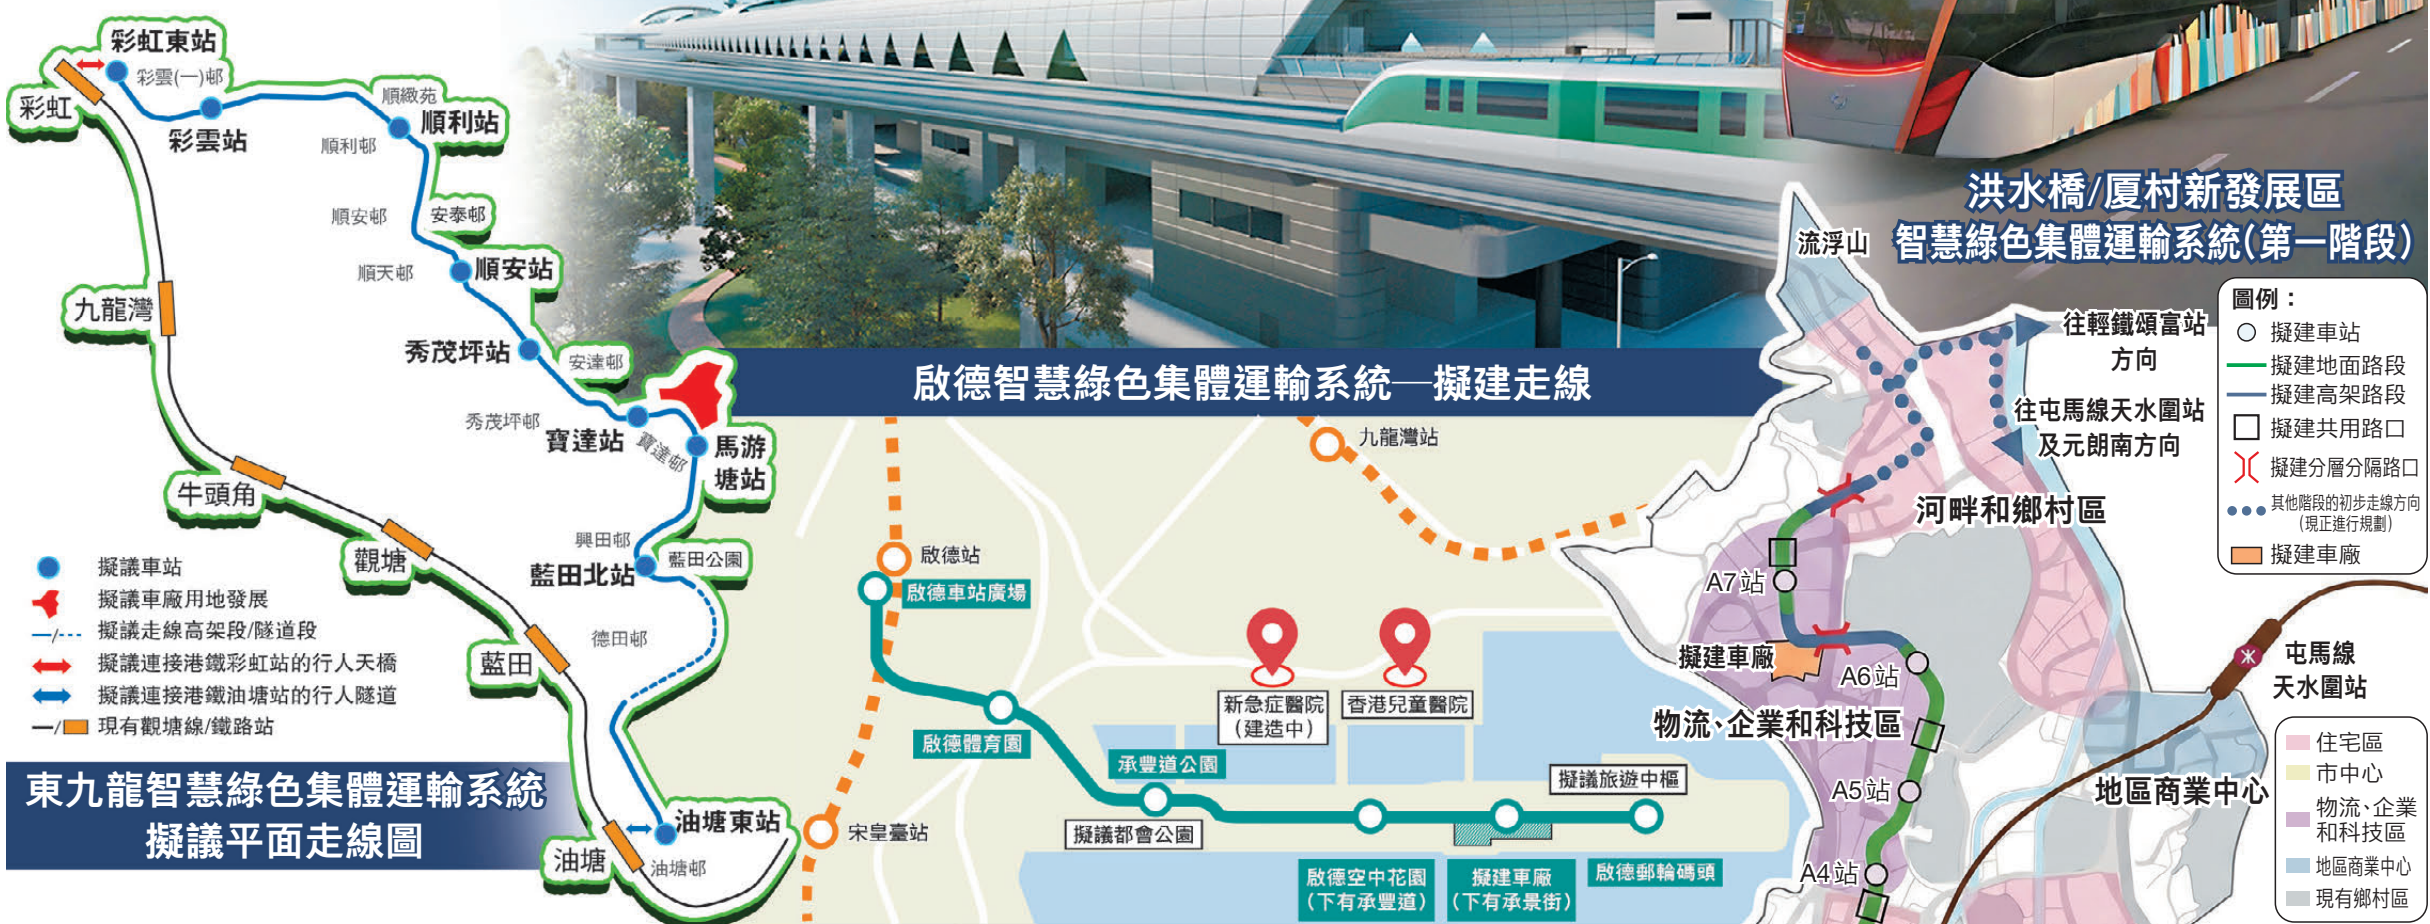 彩虹東站
彩雲(一)邨
彩虹
彩雲站
順緻苑
順利站
順利邨
順安邨
安泰邨
順天邨
順安站
九龍灣
秀茂坪站
安達邨
秀茂坪邨
寶達站
寶達邨
馬游
塘站
牛頭角
觀塘
興田邨
藍田公園
藍田北站
德田邨
藍田
油塘東站
油塘
油塘邨
擬議車站
擬議車廠用地發展
擬議走線高架段/隧道段
擬議連接港鐵彩虹站的行人天橋
擬議連接港鐵油塘站的行人隧道
現有觀塘線/鐵路站
東九龍智慧綠色集體運輸系統
擬議平面走線圖
啟德智慧綠色集體運輸系統—擬建走線
九龍灣站
啟德站
啟德車站廣場
新急症醫院
(建造中)
香港兒童醫院
啟德體育園
承豐道公園
擬議都會公園
擬議旅遊中樞
宋皇臺站
啟德空中花園
(下有承豐道)
擬建車廠
(下有承景街)
啟德郵輪碼頭
洪水橋/厦村新發展區
智慧綠色集體運輸系統(第一階段)
流浮山
往輕鐵頌富站
方向
往屯馬線天水圍站
及元朗南方向
河畔和鄉村區
A7站
擬建車廠
A6站
物流、企業和科技區
A5站
A4站
地區商業中心
屯馬線
天水圍站
圖例：
擬建車站
擬建地面路段
擬建高架路段
擬建共用路口
擬建分層分隔路口
其他階段的初步走線方向
(現正進行規劃)
擬建車廠
住宅區
市中心
物流、企業
和科技區
地區商業中心
現有鄉村區